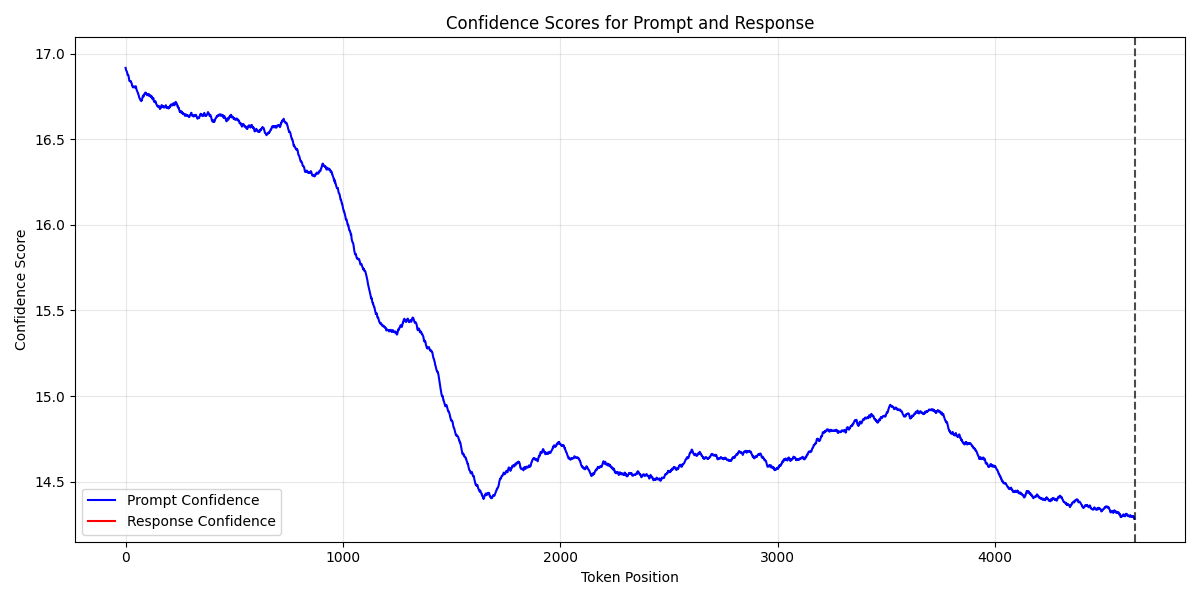 Confidence Scores for Prompt and Response
17.0
16.5
16.0
15.5
15.0
14.5
Confidence Score
Prompt Confidence
Response Confidence
0 1000 2000 3000 4000
Token Position